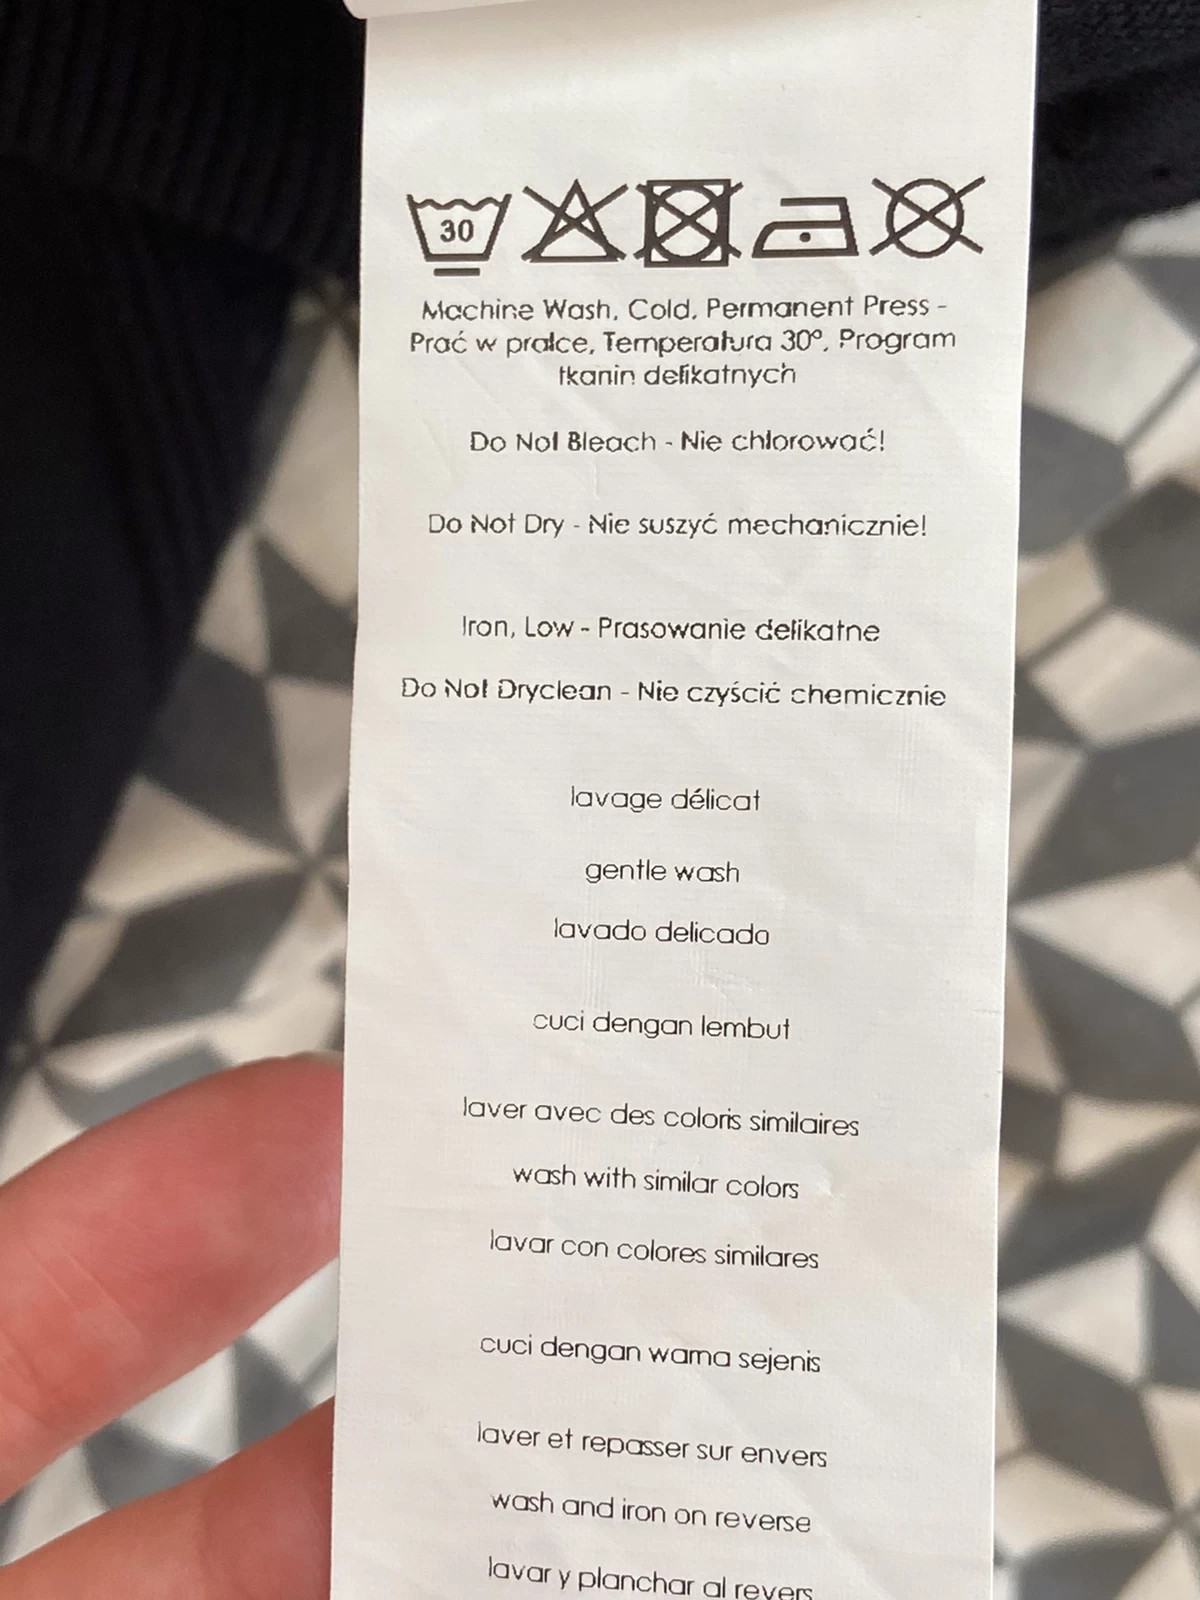 30
Machine Wash, Cold, Permanent Press -
Prać w pralce, Temperatura 30°, Program
tkanin delikatnych
Do Not Bleach - Nie chlorować!
Do Not Dry - Nie suszyć mechanicznie!
Iron, Low - Prasowanie delikatne
Do Not Dryclean - Nie czyścić chemicznie
lavage délicat
gentle wash
lavado delicado
cuci dengan lembut
laver avec des coloris similaires
wash with similar colors
lavar con colores similares
cuci dengan warna sejenis
laver et repasser sur envers
wash and iron on reverse
lavar y planchar al revers